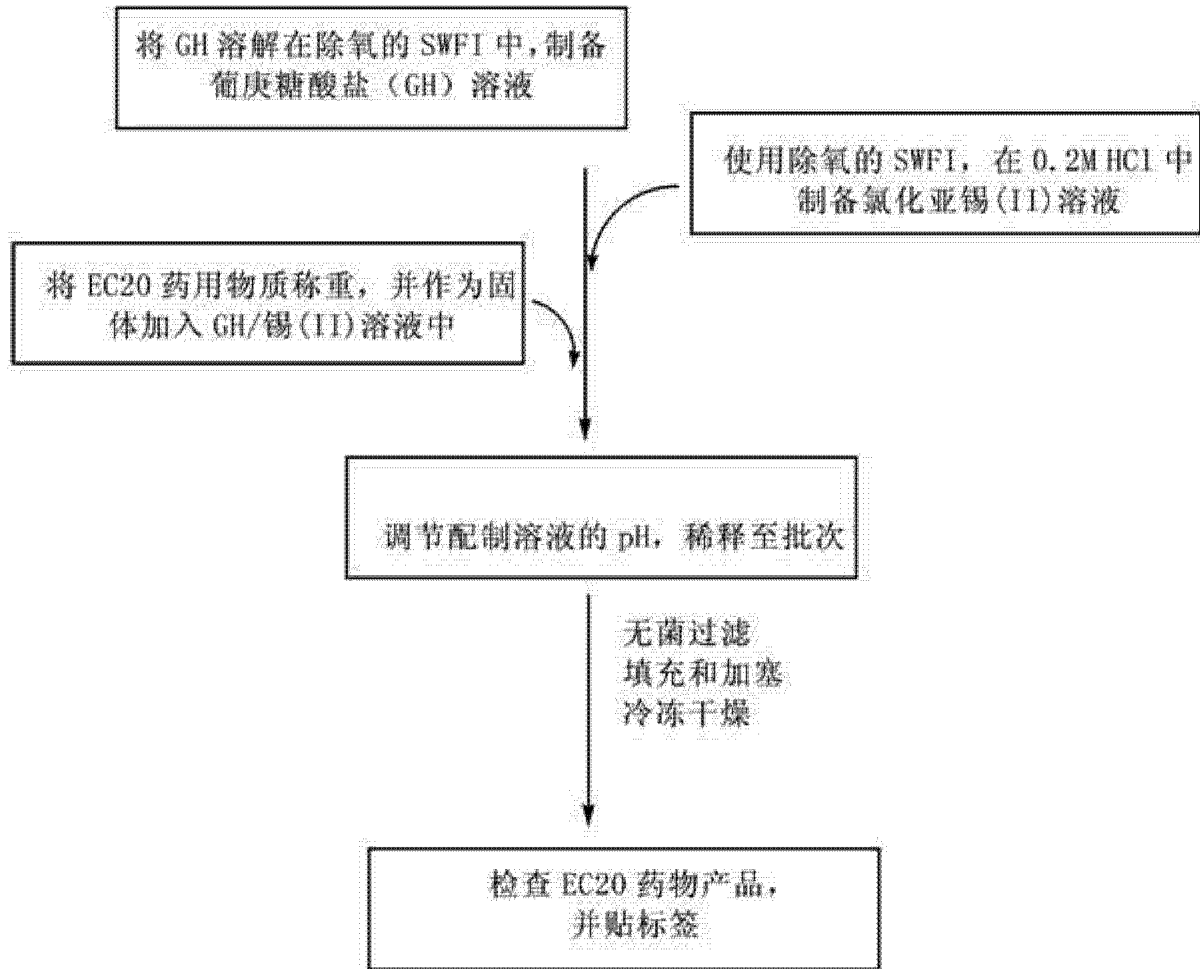 将 GH 溶解在除氧的 SWFI 中,制备
葡庚糖酸盐（GH）溶液
使用除氧的 SWFI，在 0.2M HCl 中
制备氯化亚锡(II)溶液
将 EC20 药用物质称重，并作为固
体加入 GH/锡(II)溶液中
调节配制溶液的 pH，稀释至批次
无菌过滤
填充和加塞
冷冻干燥
检查 EC20 药物产品，
并贴标签